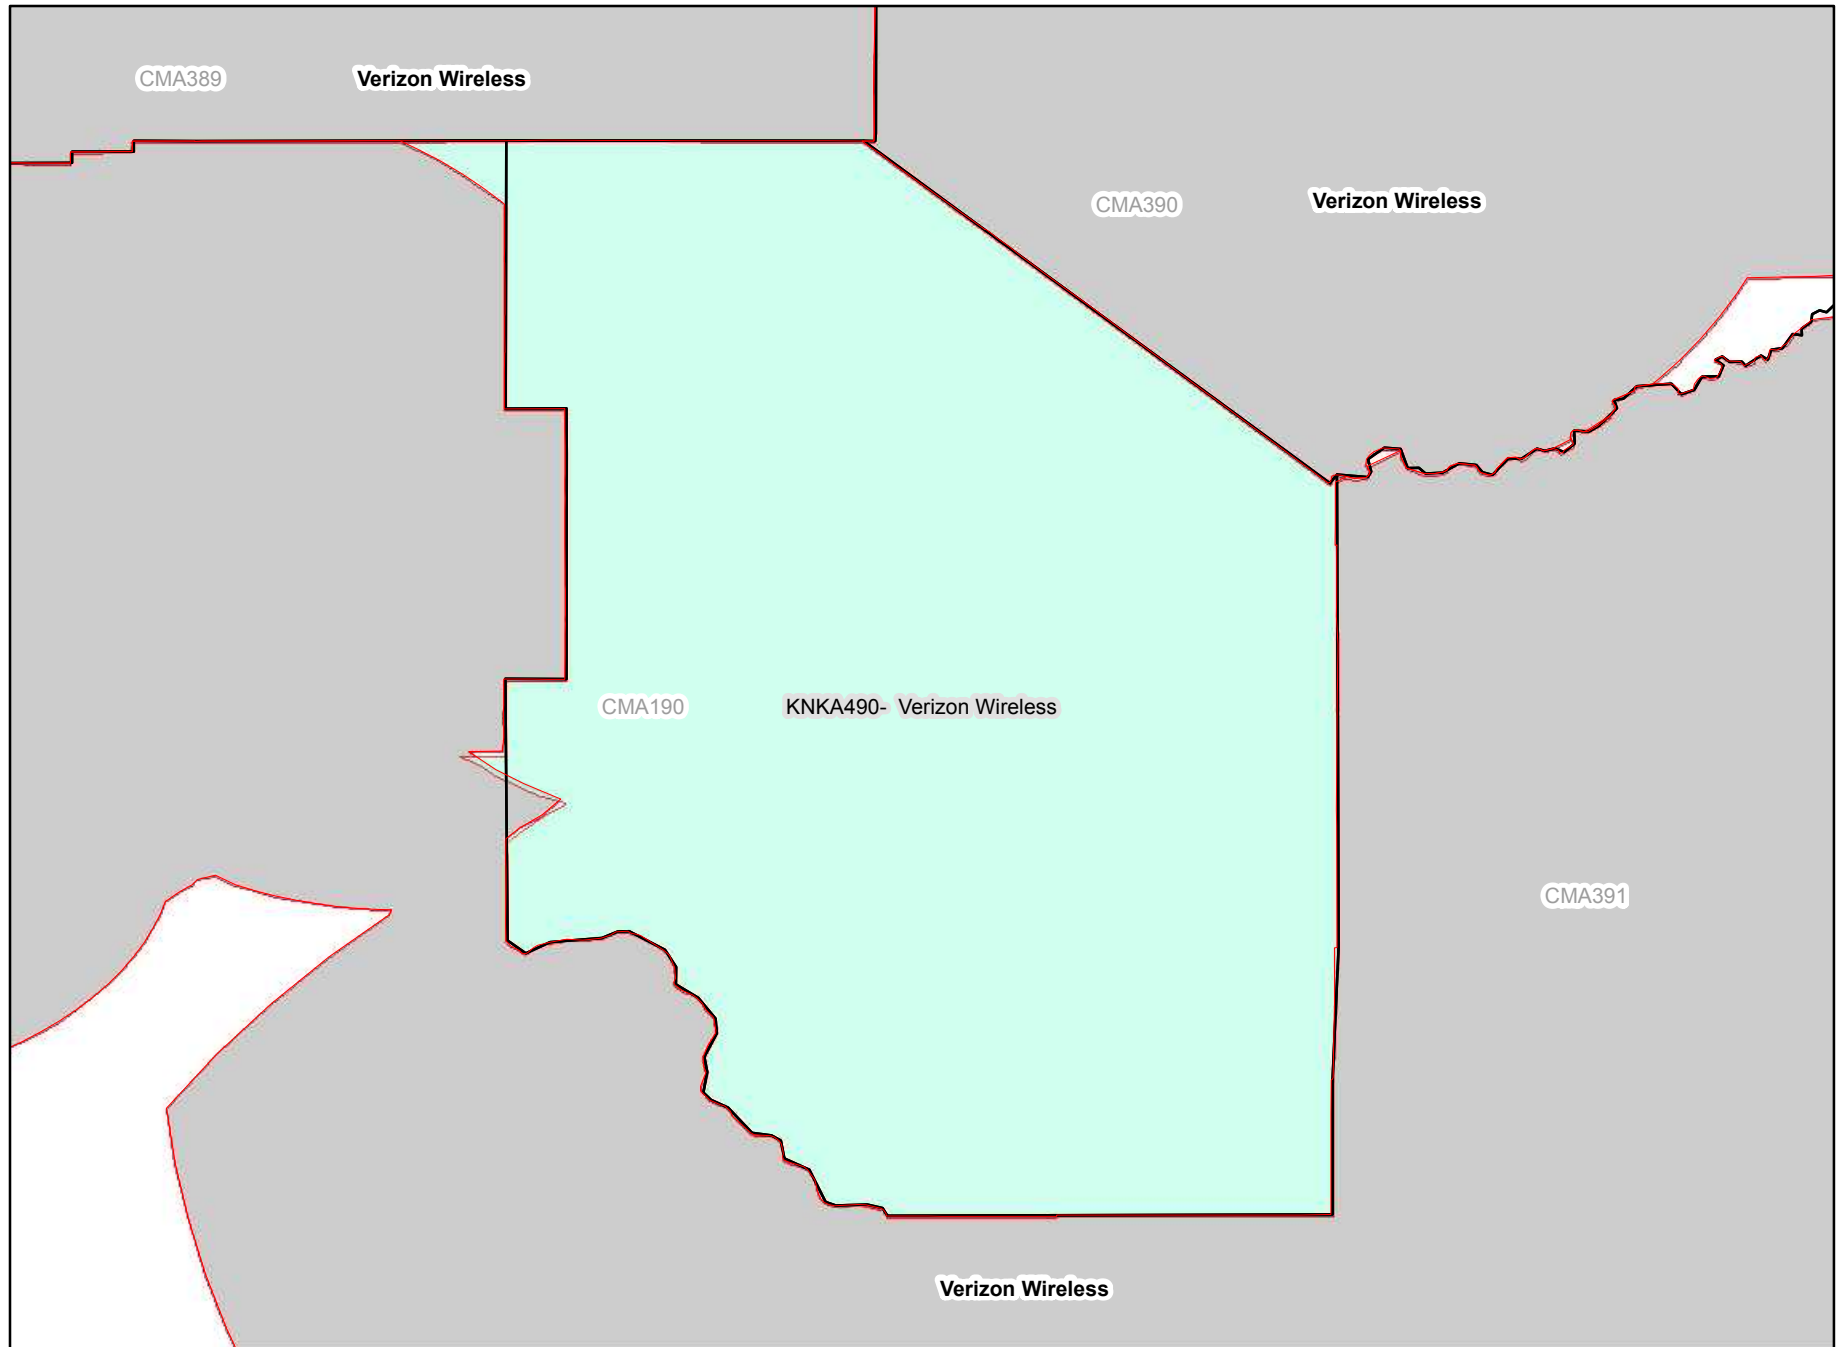 CMA389 Verizon Wireless
CMA390 Verizon Wireless
CMA190 KNKA490- Verizon Wireless
CMA391
Verizon Wireless